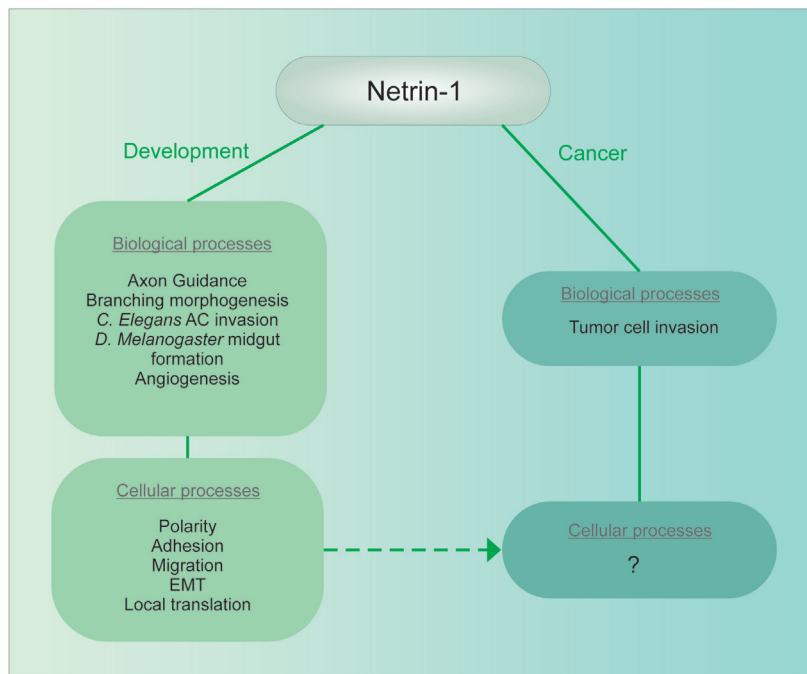 Netrin-1
Development
Cancer
Biological processes
Axon Guidance
Branching morphogenesis
C. Elegans AC invasion
D. Melanogaster midgut
formation
Angiogenesis
Biological processes
Tumor cell invasion
Cellular processes
Polarity
Adhesion
Migration
EMT
Local translation
Cellular processes
?